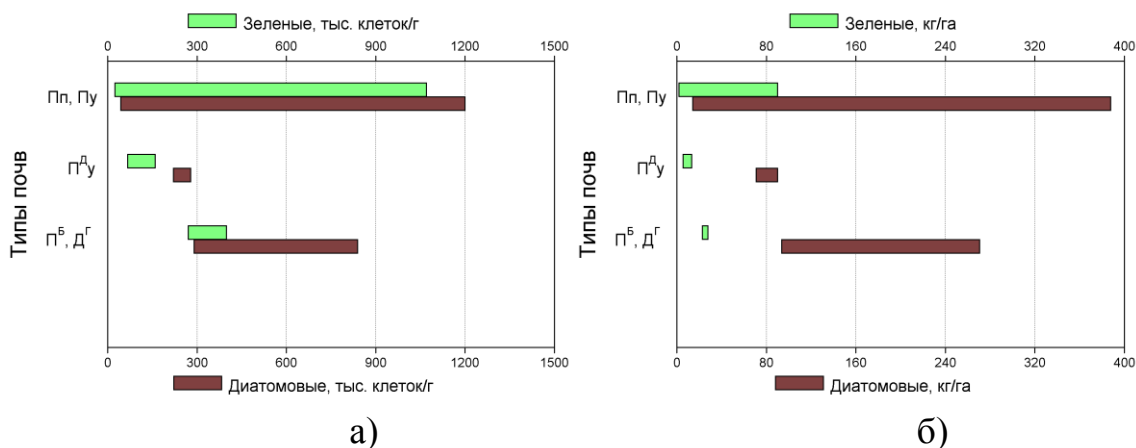 Зеленые, тыс. клеток/г
0 300 600 900 1200 1500
Типы почв
Пп, Пу
П^Д у
П^Б, Д^Г
0 300 600 900 1200 1500
Диатомовые, тыс. клеток/г
а)
Зеленые, кг/га
0 80 160 240 320 400
Типы почв
Пп, Пу
П^Д у
П^Б, Д^Г
0 80 160 240 320 400
Диатомовые, кг/га
б)